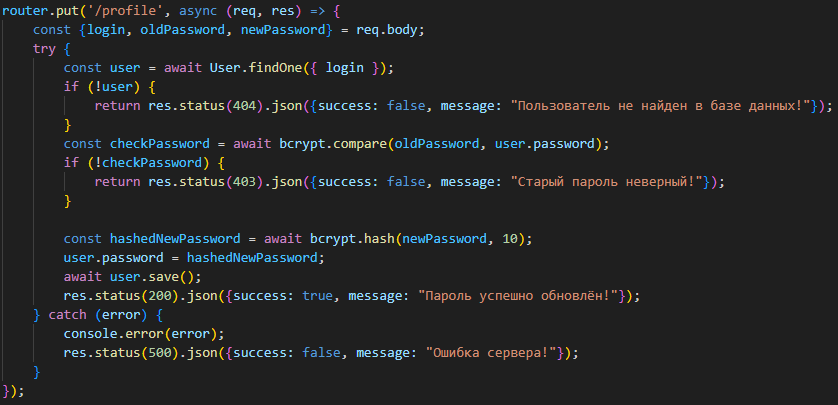 router.put('/profile', async (req, res) => {
    const {login, oldPassword, newPassword} = req.body;
    try {
        const user = await User.findOne({ login });
        if (!user) {
            return res.status(404).json({success: false, message: "Пользователь не найден в базе данных!"});
        }
        const checkPassword = await bcrypt.compare(oldPassword, user.password);
        if (!checkPassword) {
            return res.status(403).json({success: false, message: "Старый пароль неверный!"});
        }

        const hashedNewPassword = await bcrypt.hash(newPassword, 10);
        user.password = hashedNewPassword;
        await user.save();
        res.status(200).json({success: true, message: "Пароль успешно обновлён!"});
    } catch (error) {
        console.error(error);
        res.status(500).json({success: false, message: "Ошибка сервера!"});
    }
});